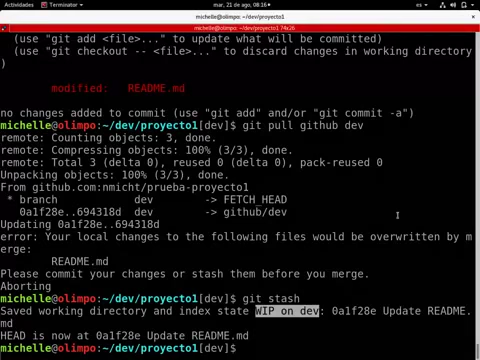 Actividades Terminator mar, 21 de ago, 08:16 es
michelle@olimpo:~/dev/proyecto1
michelle@olimpo:~/dev/proyecto1 74x26
(use "git add <file>..." to update what will be committed)
(use "git checkout -- <file>..." to discard changes in working directory
)
modified: README.md
no changes added to commit (use "git add" and/or "git commit -a")
michelle@olimpo:~/dev/proyecto1[dev]$ git pull github dev
remote: Counting objects: 3, done.
remote: Compressing objects: 100% (3/3), done.
remote: Total 3 (delta 0), reused 0 (delta 0), pack-reused 0
Unpacking objects: 100% (3/3), done.
From github.com:nmicht/prueba-proyecto1
* branch dev -> FETCH_HEAD
0a1f28e..694318d dev -> github/dev
Updating 0a1f28e..694318d
error: Your local changes to the following files would be overwritten by m
erge:
README.md
Please commit your changes or stash them before you merge.
Aborting
michelle@olimpo:~/dev/proyecto1[dev]$ git stash
Saved working directory and index state WIP on dev: 0a1f28e Update README.
md
HEAD is now at 0a1f28e Update README.md
michelle@olimpo:~/dev/proyecto1[dev]$